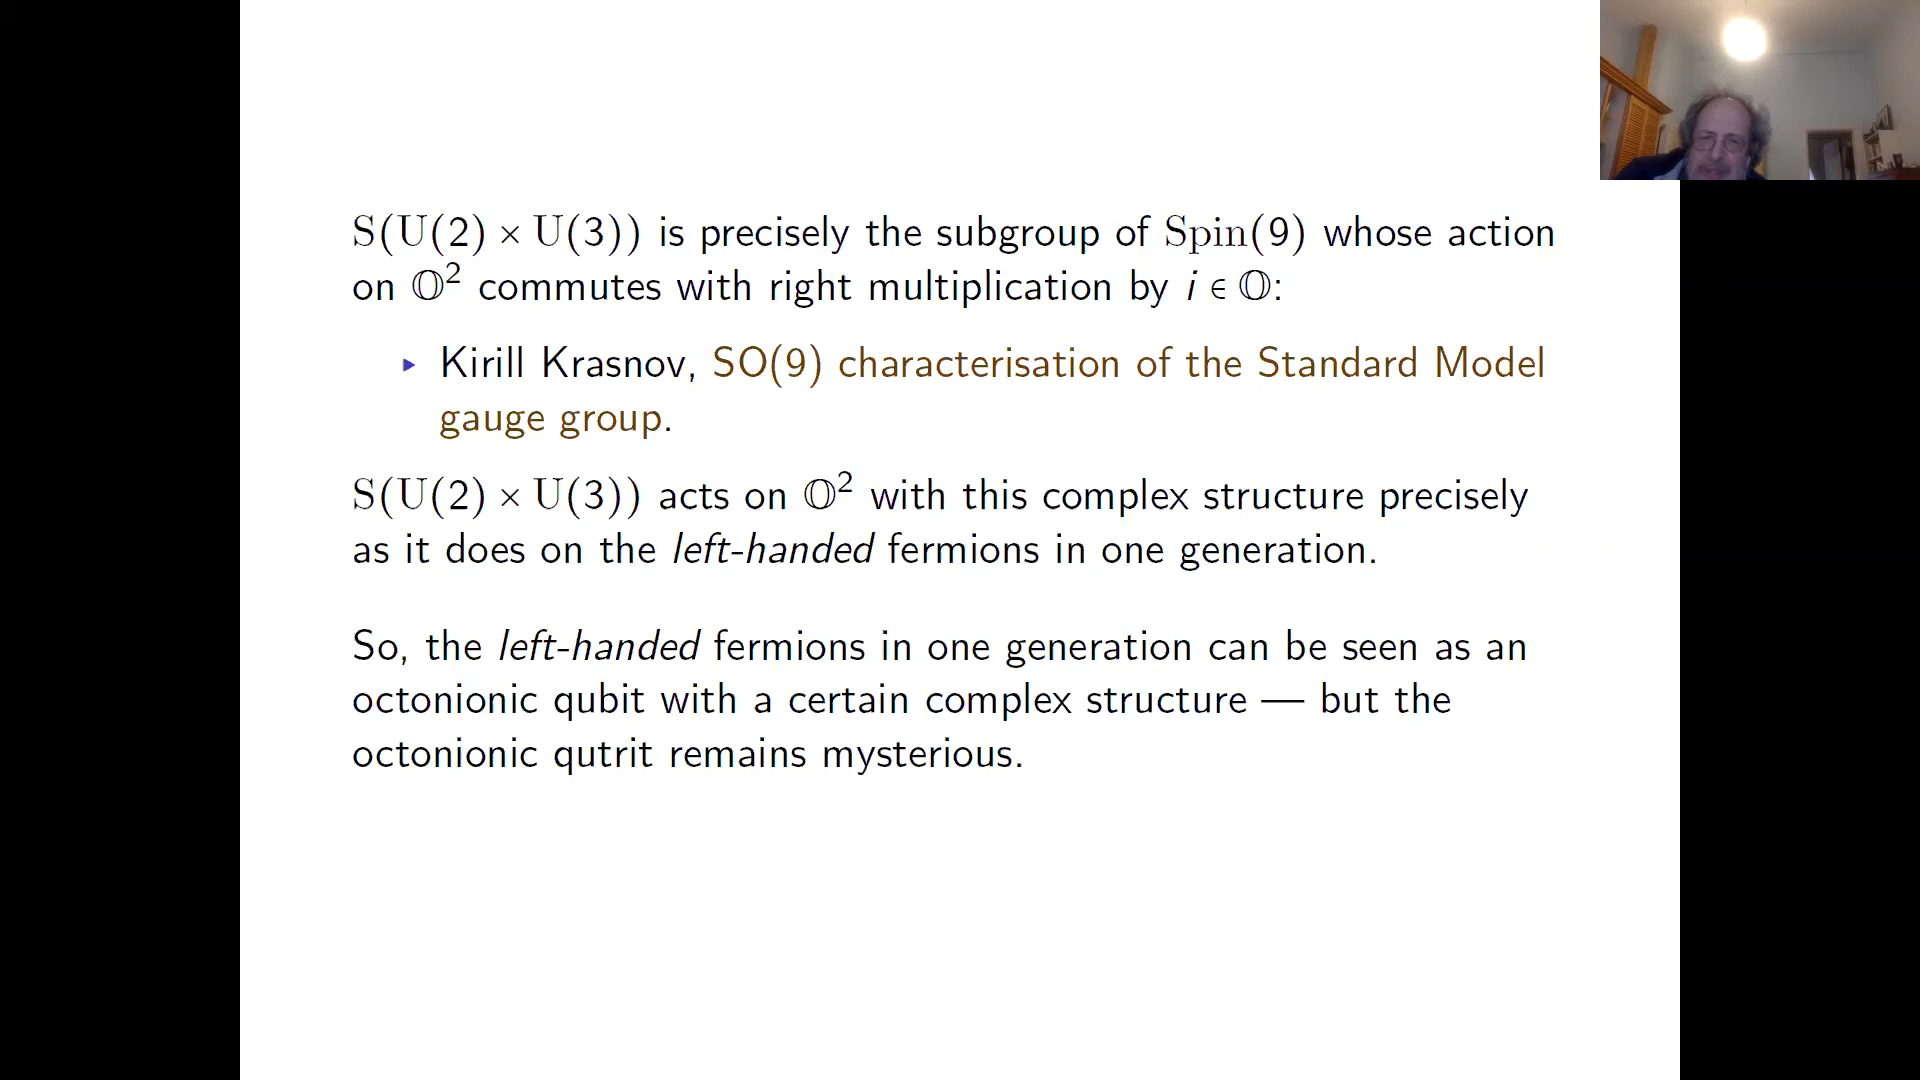 S(U(2) × U(3)) is precisely the subgroup of Spin(9) whose action
on 𝕆² commutes with right multiplication by i ∈ 𝕆:
▸ Kirill Krasnov, SO(9) characterisation of the Standard Model
gauge group.
S(U(2) × U(3)) acts on 𝕆² with this complex structure precisely
as it does on the left-handed fermions in one generation.
So, the left-handed fermions in one generation can be seen as an
octonionic qubit with a certain complex structure — but the
octonionic qutrit remains mysterious.